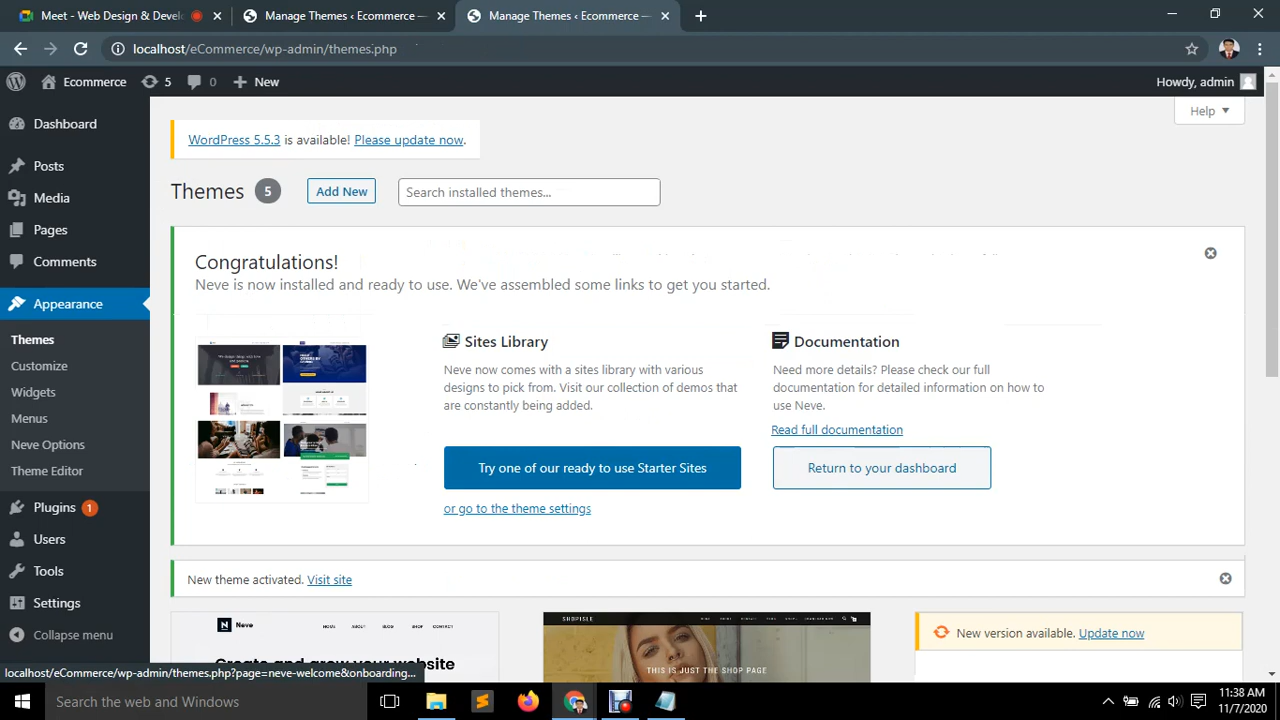 Meet - Web Design & Develo
Manage Themes ‹ Ecommerce —
Manage Themes ‹ Ecommerce —
localhost/eCommerce/wp-admin/themes.php
Ecommerce
5
0
New
Howdy, admin
Dashboard
Posts
Media
Pages
Comments
Appearance
Themes
Customize
Widgets
Menus
Neve Options
Theme Editor
Plugins 1
Users
Tools
Settings
Collapse menu
Help
WordPress 5.5.3 is available! Please update now.
Themes 5
Add New
Search installed themes...
Congratulations!
Neve is now installed and ready to use. We've assembled some links to get you started.
Sites Library
Neve now comes with a sites library with various
designs to pick from. Visit our collection of demos that
are constantly being added.
Try one of our ready to use Starter Sites
or go to the theme settings
Documentation
Need more details? Please check our full
documentation for detailed information on how to
use Neve.
Read full documentation
Return to your dashboard
New theme activated. Visit site
Neve
HOME ABOUT BLOG SHOP CONTACT
Create and grow your website
SHOPISLE
THIS IS JUST THE SHOP PAGE
New version available. Update now
localhost/eCommerce/wp-admin/themes.php?page=neve-welcome&onboarding...
Search the web and Windows
11:38 AM
11/7/2020